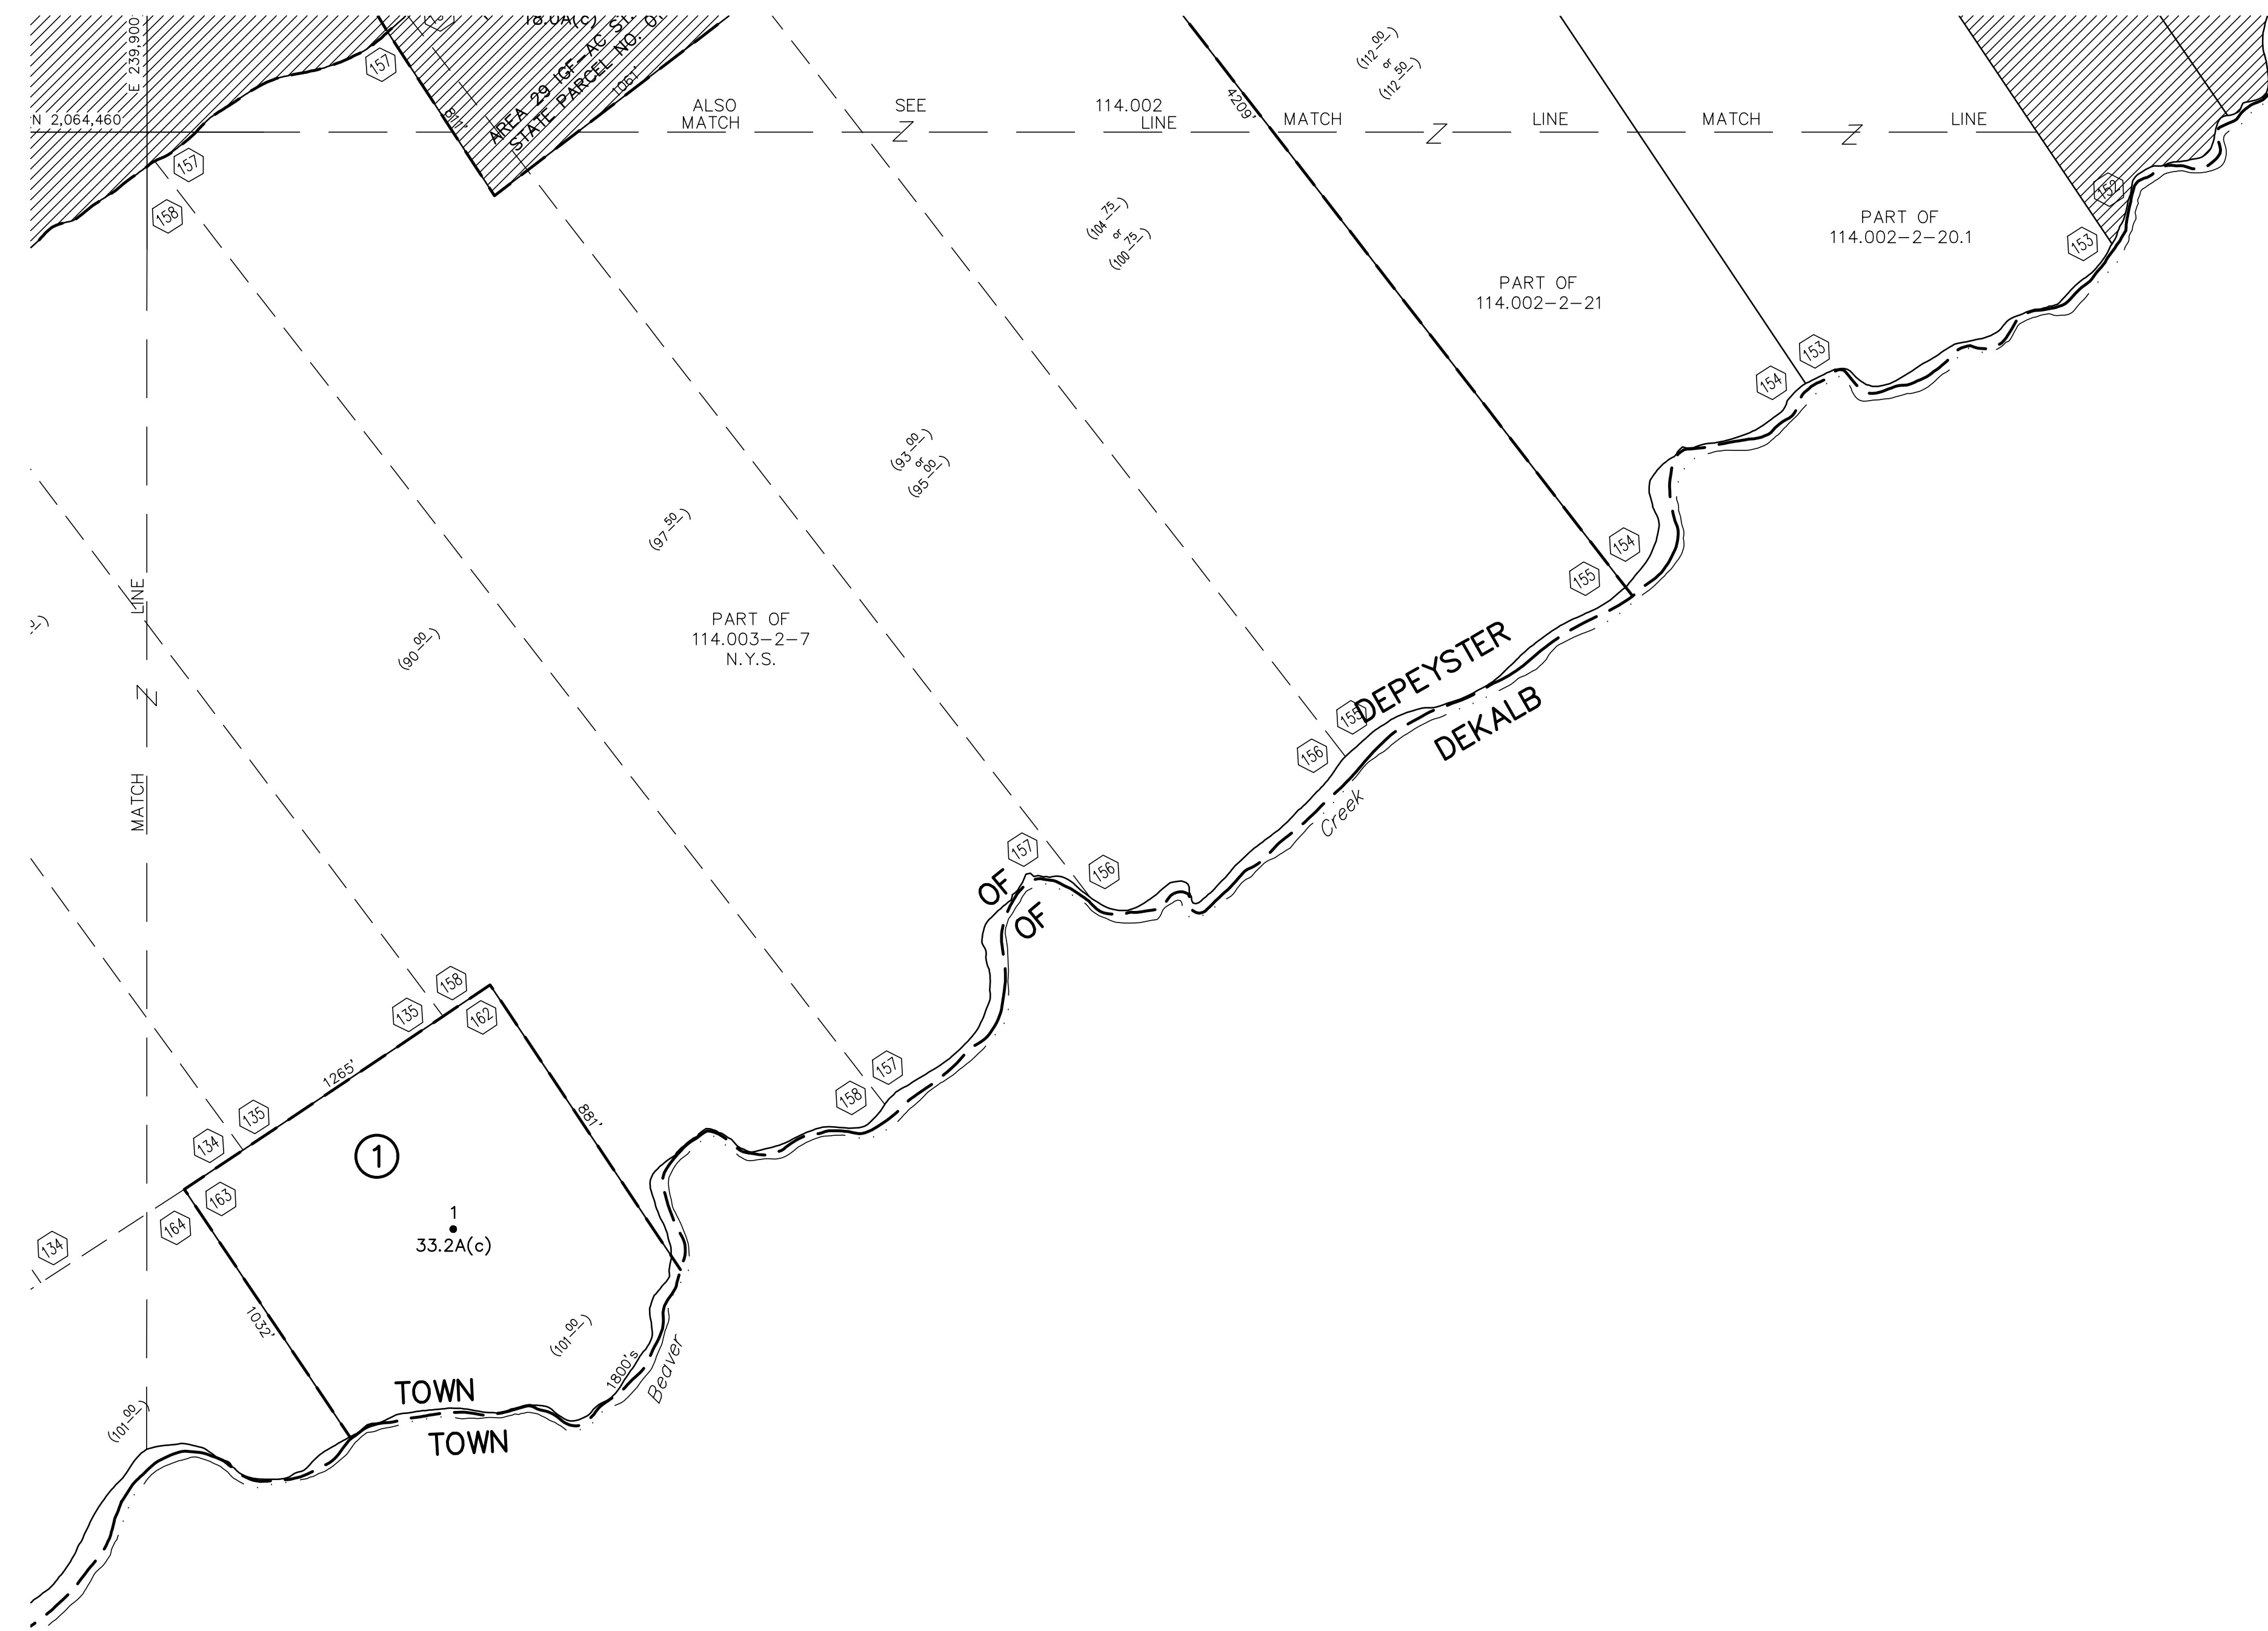 18.0A(c)
AREA 29 IGF-AC
STATE PARCEL NO.
E 239,900
N 2,064,460
157
811'
1061'
ALSO SEE 114.002
MATCH LINE
MATCH LINE
MATCH LINE
4209'
(112 00)
or
(112 50)
152
153
157
158
(104 75)
or
(100 75)
PART OF
114.002-2-20.1
PART OF
114.002-2-21
153
154
(93 00)
or
(95 00)
(97 50)
154
155
(90 00)
PART OF
114.003-2-7
N.Y.S.
MATCH LINE
155
156
DEPEYSTER
DEKALB
Creek
157
156
OF
OF
158
135
162
157
158
1265'
881'
135
134
1
163
164
134
1
33.2A(c)
1032'
(101 00)
1800's
Beaver
TOWN
TOWN
(101 00)